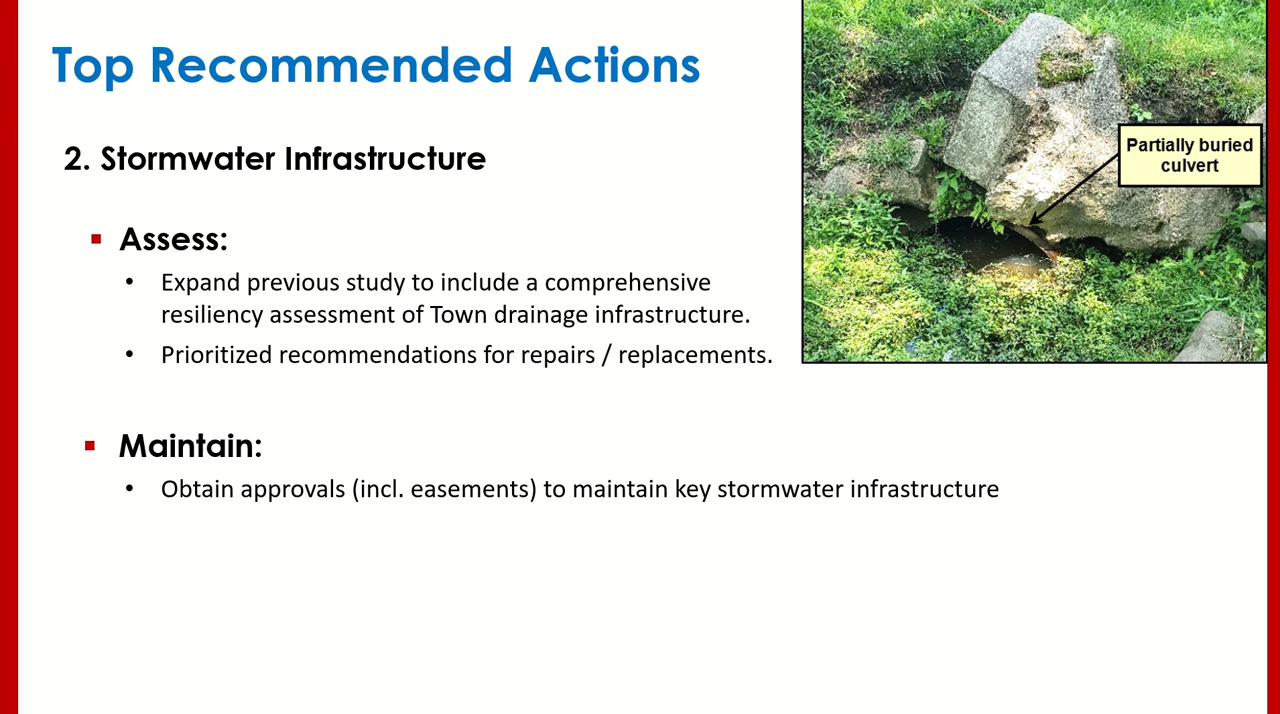 Top Recommended Actions
2. Stormwater Infrastructure
Partially buried
culvert
▪ Assess:
• Expand previous study to include a comprehensive
resiliency assessment of Town drainage infrastructure.
• Prioritized recommendations for repairs / replacements.
▪ Maintain:
• Obtain approvals (incl. easements) to maintain key stormwater infrastructure